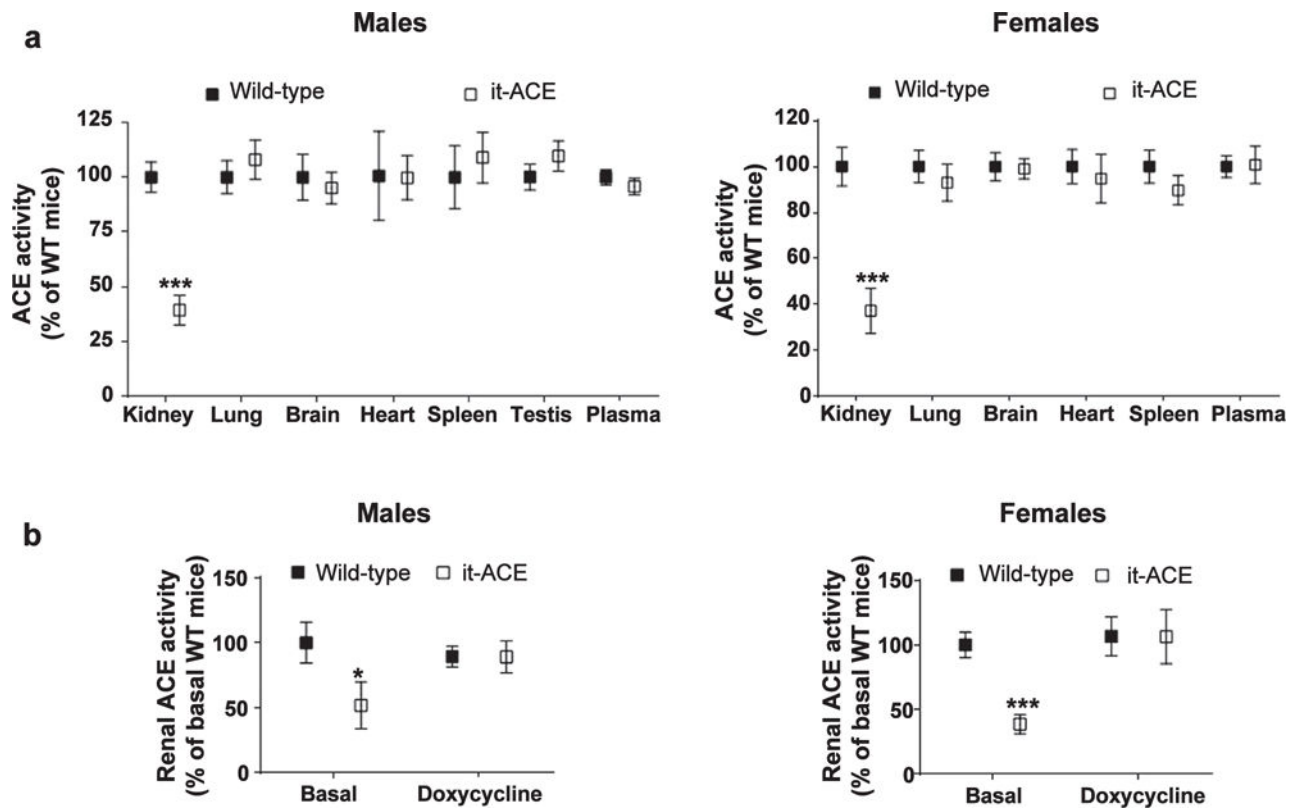 a
Males
Wild-type it-ACE
ACE activity
(% of WT mice)
125
100
75
50
25
0
***
Kidney Lung Brain Heart Spleen Testis Plasma
Females
Wild-type it-ACE
ACE activity
(% of WT mice)
120
100
80
60
40
20
0
***
Kidney Lung Brain Heart Spleen Plasma
b
Males
Wild-type it-ACE
Renal ACE activity
(% of basal WT mice)
150
100
50
0
*
Basal Doxycycline
Females
Wild-type it-ACE
Renal ACE activity
(% of basal WT mice)
150
100
50
0
***
Basal Doxycycline